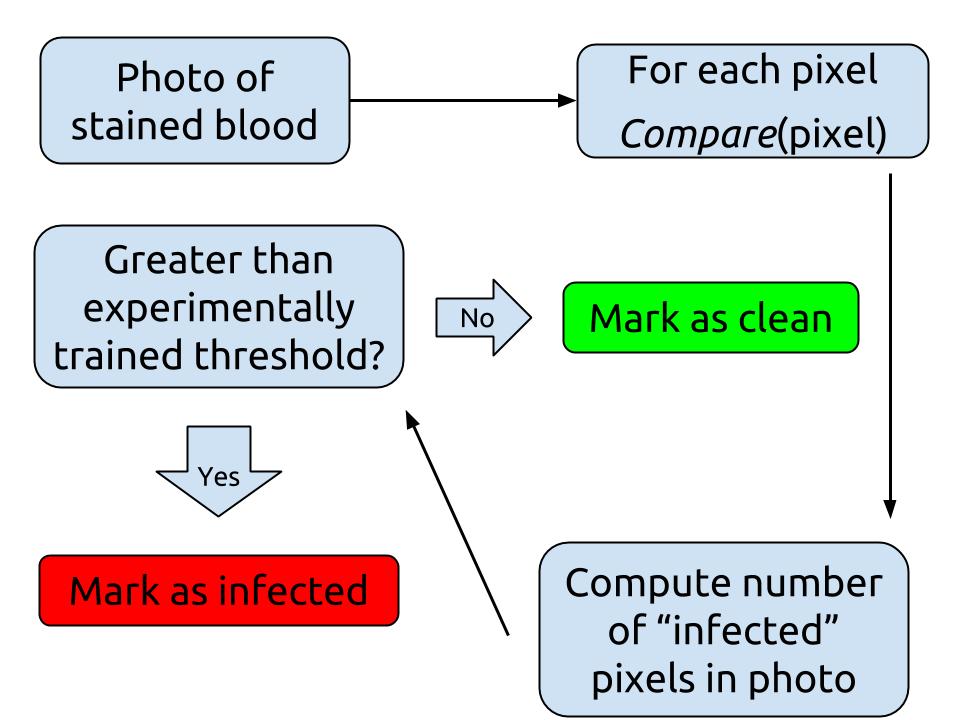 Photo of
stained blood
For each pixel
Compare(pixel)
Greater than
experimentally
trained threshold?
No
Mark as clean
Yes
Mark as infected
Compute number
of “infected”
pixels in photo